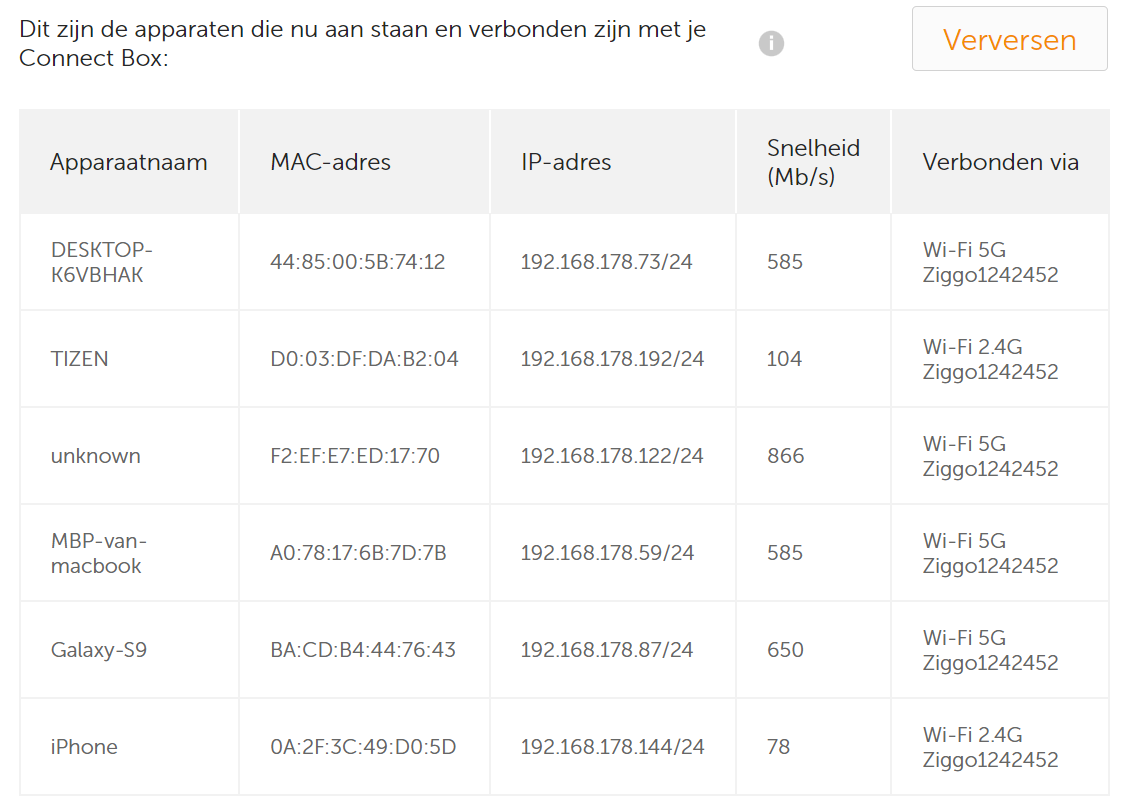 Dit zijn de apparaten die nu aan staan en verbonden zijn met je
Connect Box:
i
Verversen
Apparaatnaam
MAC-adres
IP-adres
Snelheid
(Mb/s)
Verbonden via
DESKTOP-
K6VBHAK
44:85:00:5B:74:12
192.168.178.73/24
585
Wi-Fi 5G
Ziggo1242452
TIZEN
D0:03:DF:DA:B2:04
192.168.178.192/24
104
Wi-Fi 2.4G
Ziggo1242452
unknown
F2:EF:E7:ED:17:70
192.168.178.122/24
866
Wi-Fi 5G
Ziggo1242452
MBP-van-
macbook
A0:78:17:6B:7D:7B
192.168.178.59/24
585
Wi-Fi 5G
Ziggo1242452
Galaxy-S9
BA:CD:B4:44:76:43
192.168.178.87/24
650
Wi-Fi 5G
Ziggo1242452
iPhone
0A:2F:3C:49:D0:5D
192.168.178.144/24
78
Wi-Fi 2.4G
Ziggo1242452